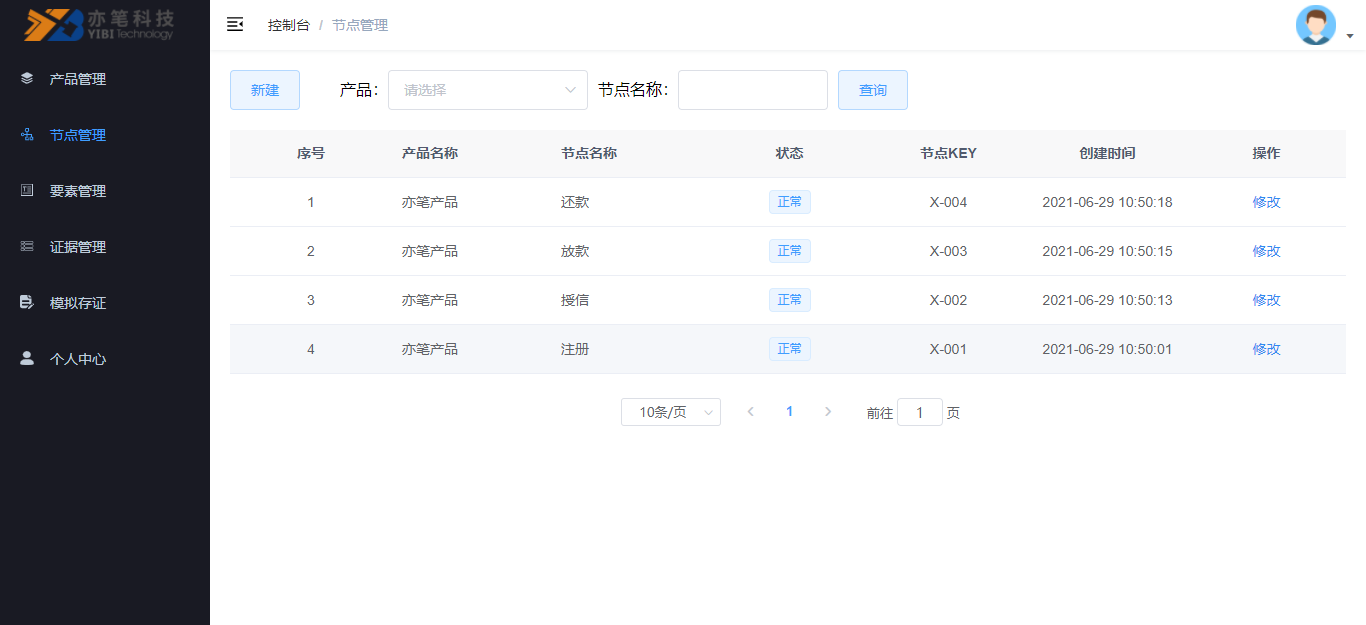 亦笔科技
YIBI Technology
产品管理
节点管理
要素管理
证据管理
模拟存证
个人中心
控制台 / 节点管理
新建 产品: 请选择 节点名称: 查询
序号 产品名称 节点名称 状态 节点KEY 创建时间 操作
1 亦笔产品 还款 正常 X-004 2021-06-29 10:50:18 修改
2 亦笔产品 放款 正常 X-003 2021-06-29 10:50:15 修改
3 亦笔产品 授信 正常 X-002 2021-06-29 10:50:13 修改
4 亦笔产品 注册 正常 X-001 2021-06-29 10:50:01 修改
10条/页 1 前往 1 页